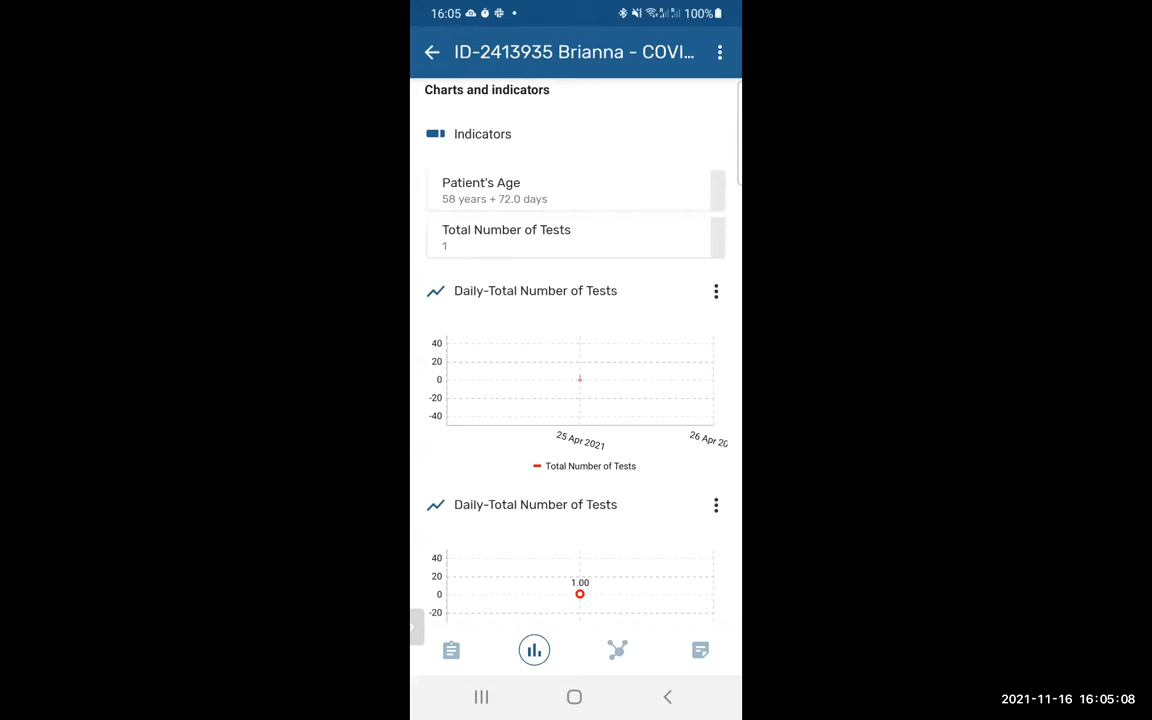 16:05
100%
ID-2413935 Brianna - COVI...
Charts and indicators
Indicators
Patient's Age
58 years + 72.0 days
Total Number of Tests
1
Daily-Total Number of Tests
40
20
0
-20
-40
25 Apr 2021
26 Apr 20
Total Number of Tests
Daily-Total Number of Tests
40
20
1.00
0
-20
2021-11-16 16:05:08